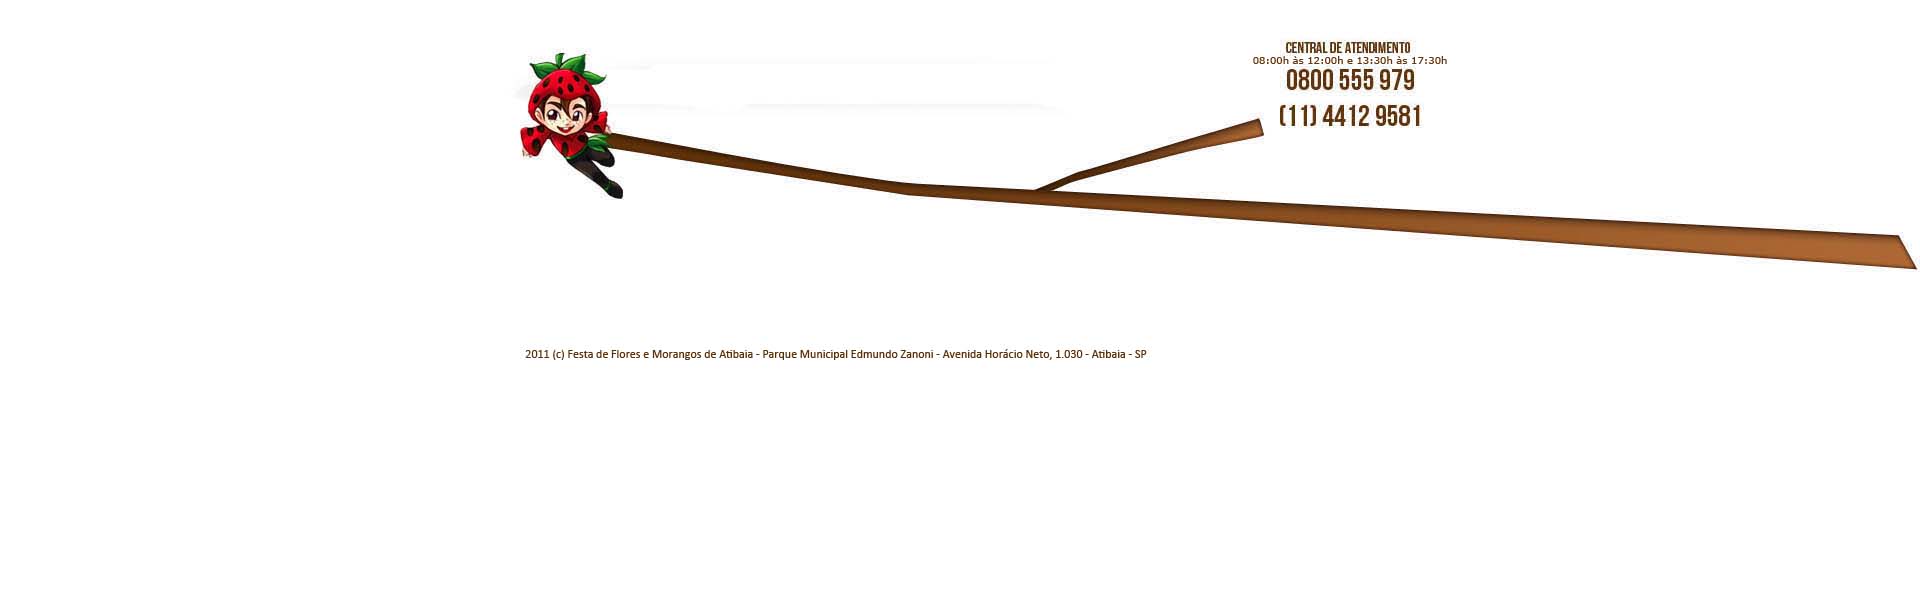 CENTRAL DE ATENDIMENTO
08:00h às 12:00h e 13:30h às 17:30h
0800 555 979
(11) 4412 9581
2011 (c) Festa de Flores e Morangos de Atibaia - Parque Municipal Edmundo Zanoni - Avenida Horácio Neto, 1.030 - Atibaia - SP